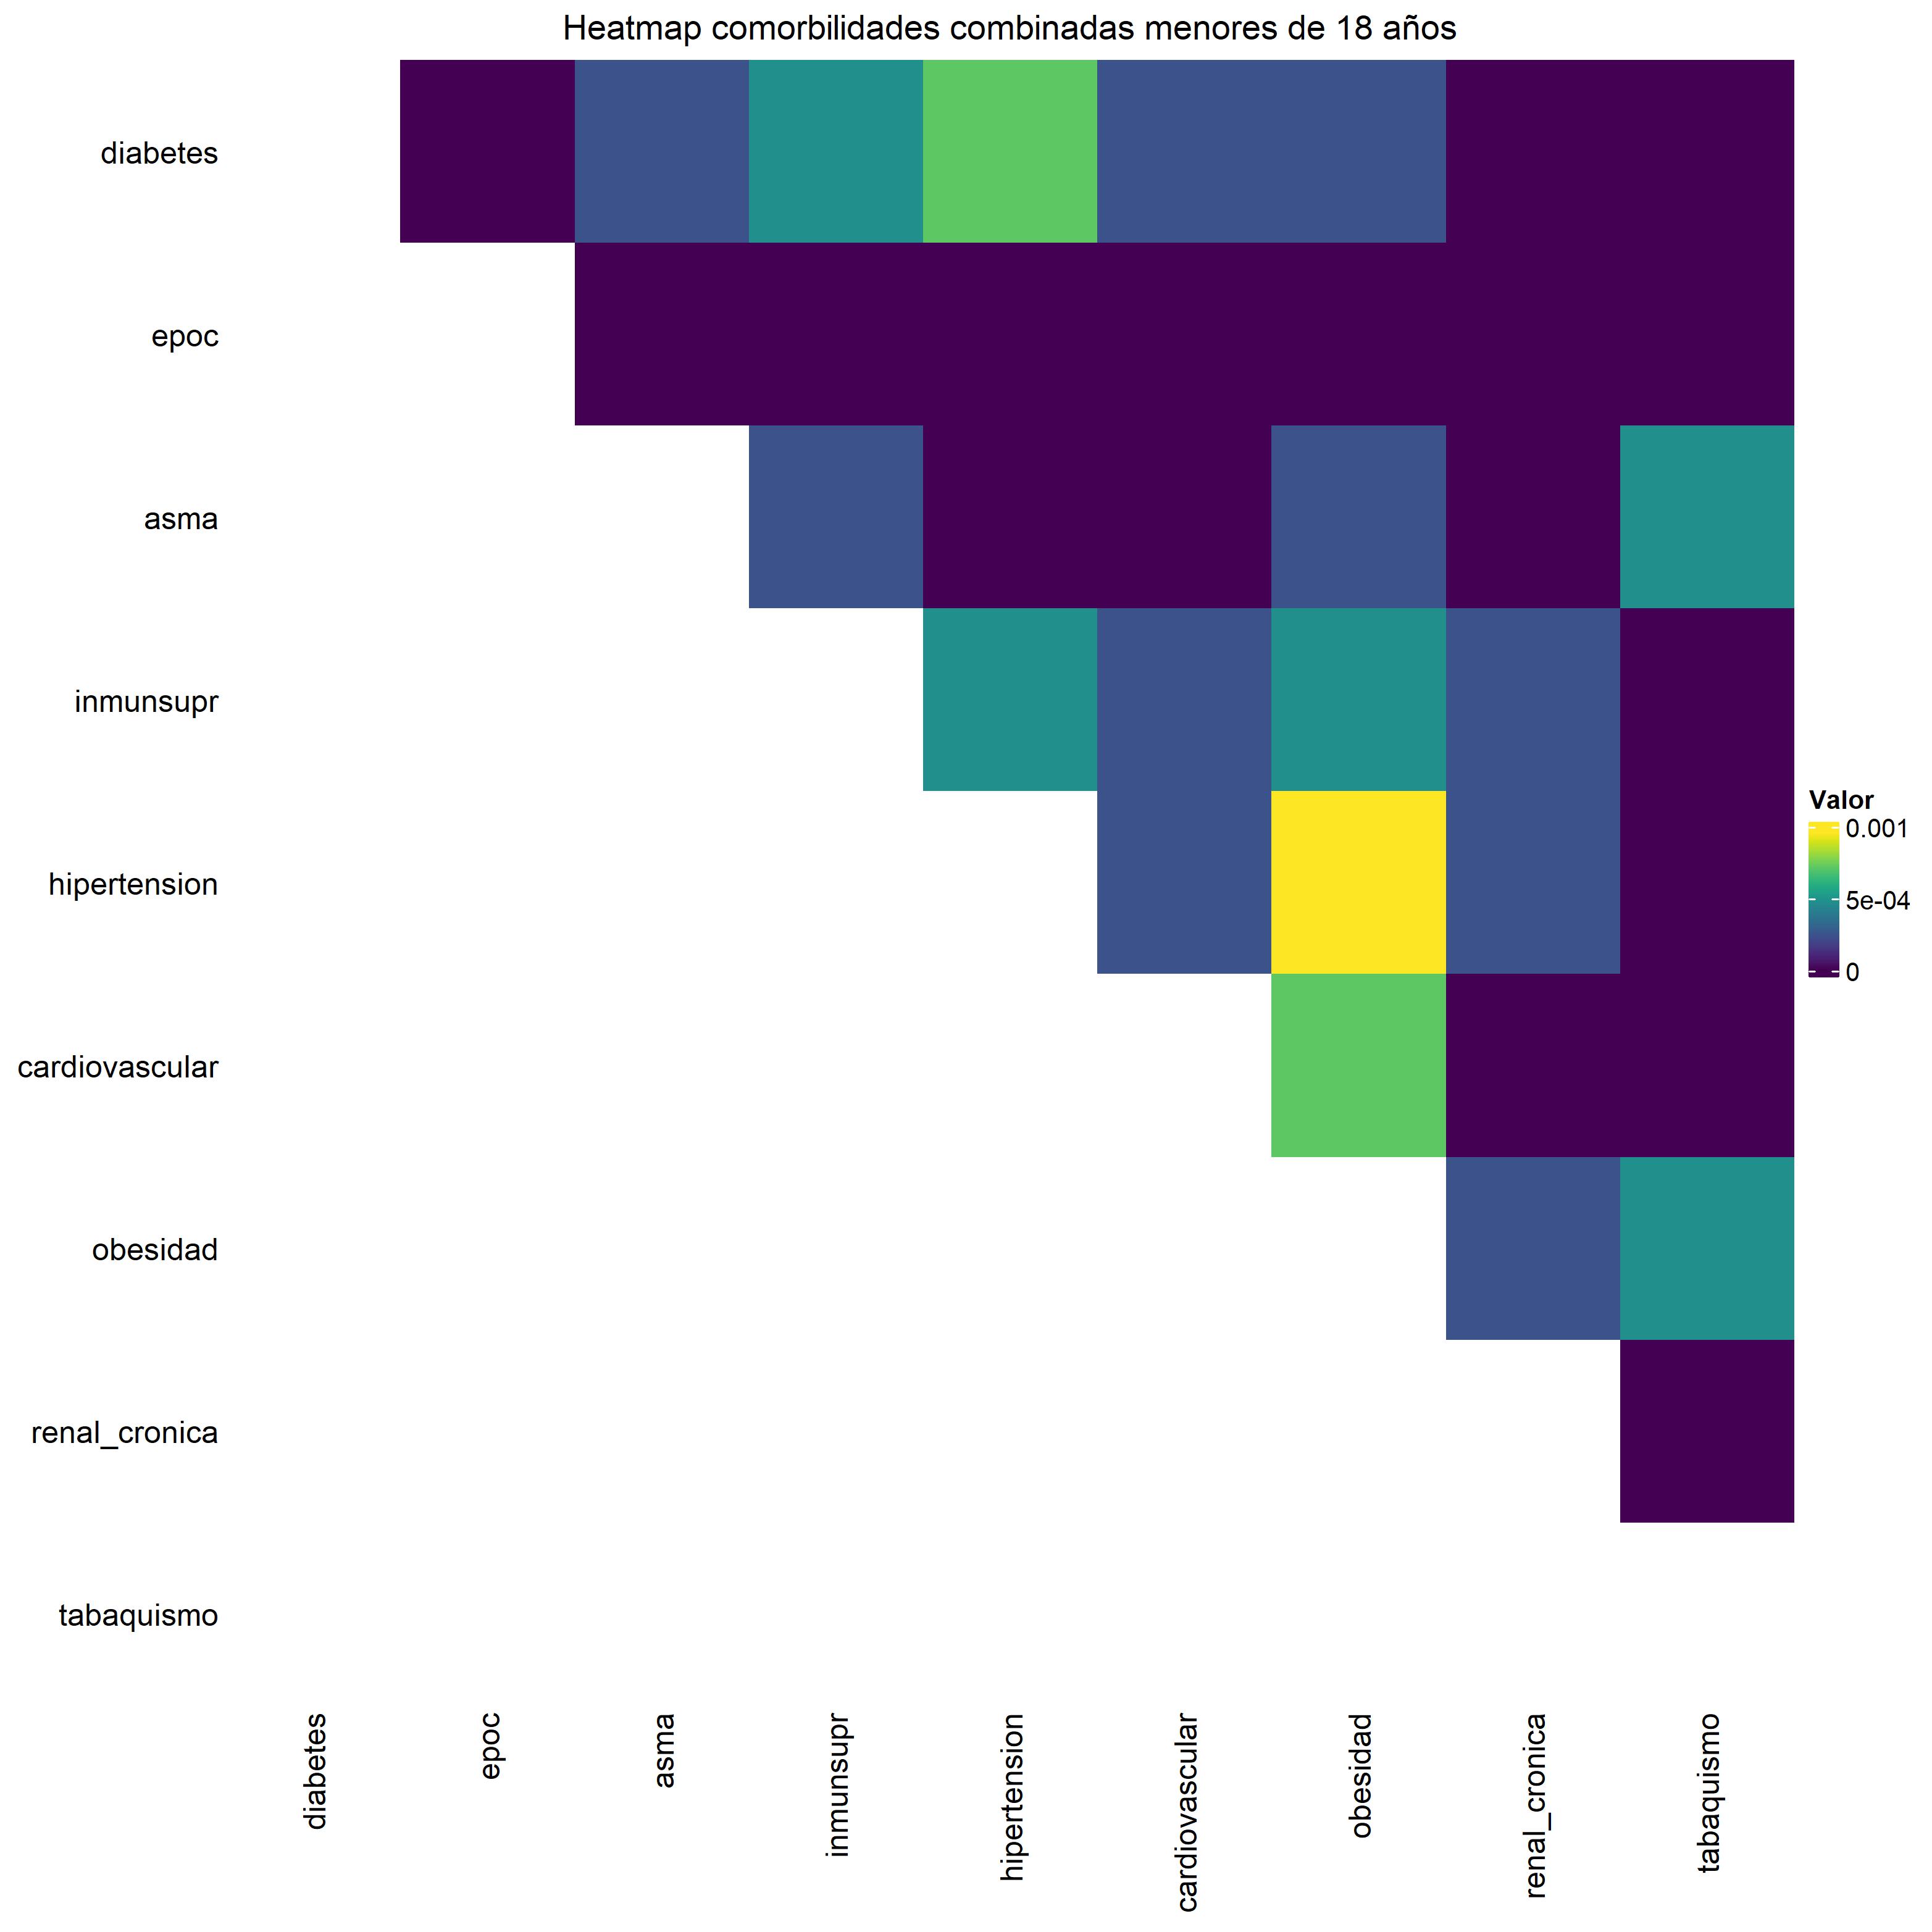 Heatmap comorbilidades combinadas menores de 18 años
diabetes
epoc
asma
inmunsupr
hipertension
cardiovascular
obesidad
renal_cronica
tabaquismo
Valor
0.001
5e-04
0
diabetes
epoc
asma
inmunsupr
hipertension
cardiovascular
obesidad
renal_cronica
tabaquismo